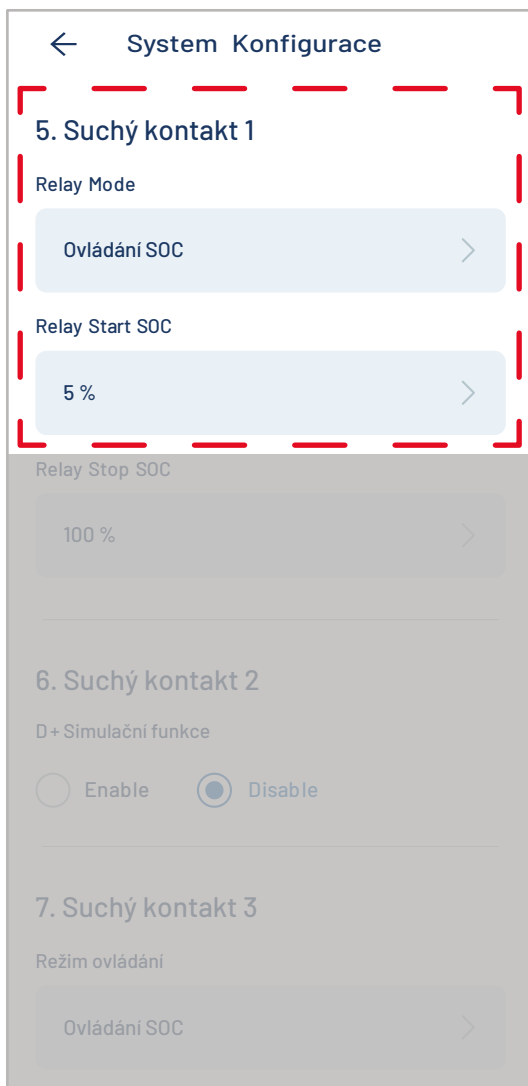 System Konfigurace
5. Suchý kontakt 1
Relay Mode
Ovládání SOC
Relay Start SOC
5 %
Relay Stop SOC
100 %
6. Suchý kontakt 2
D+ Simulační funkce
Enable Disable
7. Suchý kontakt 3
Režim ovládání
Ovládání SOC